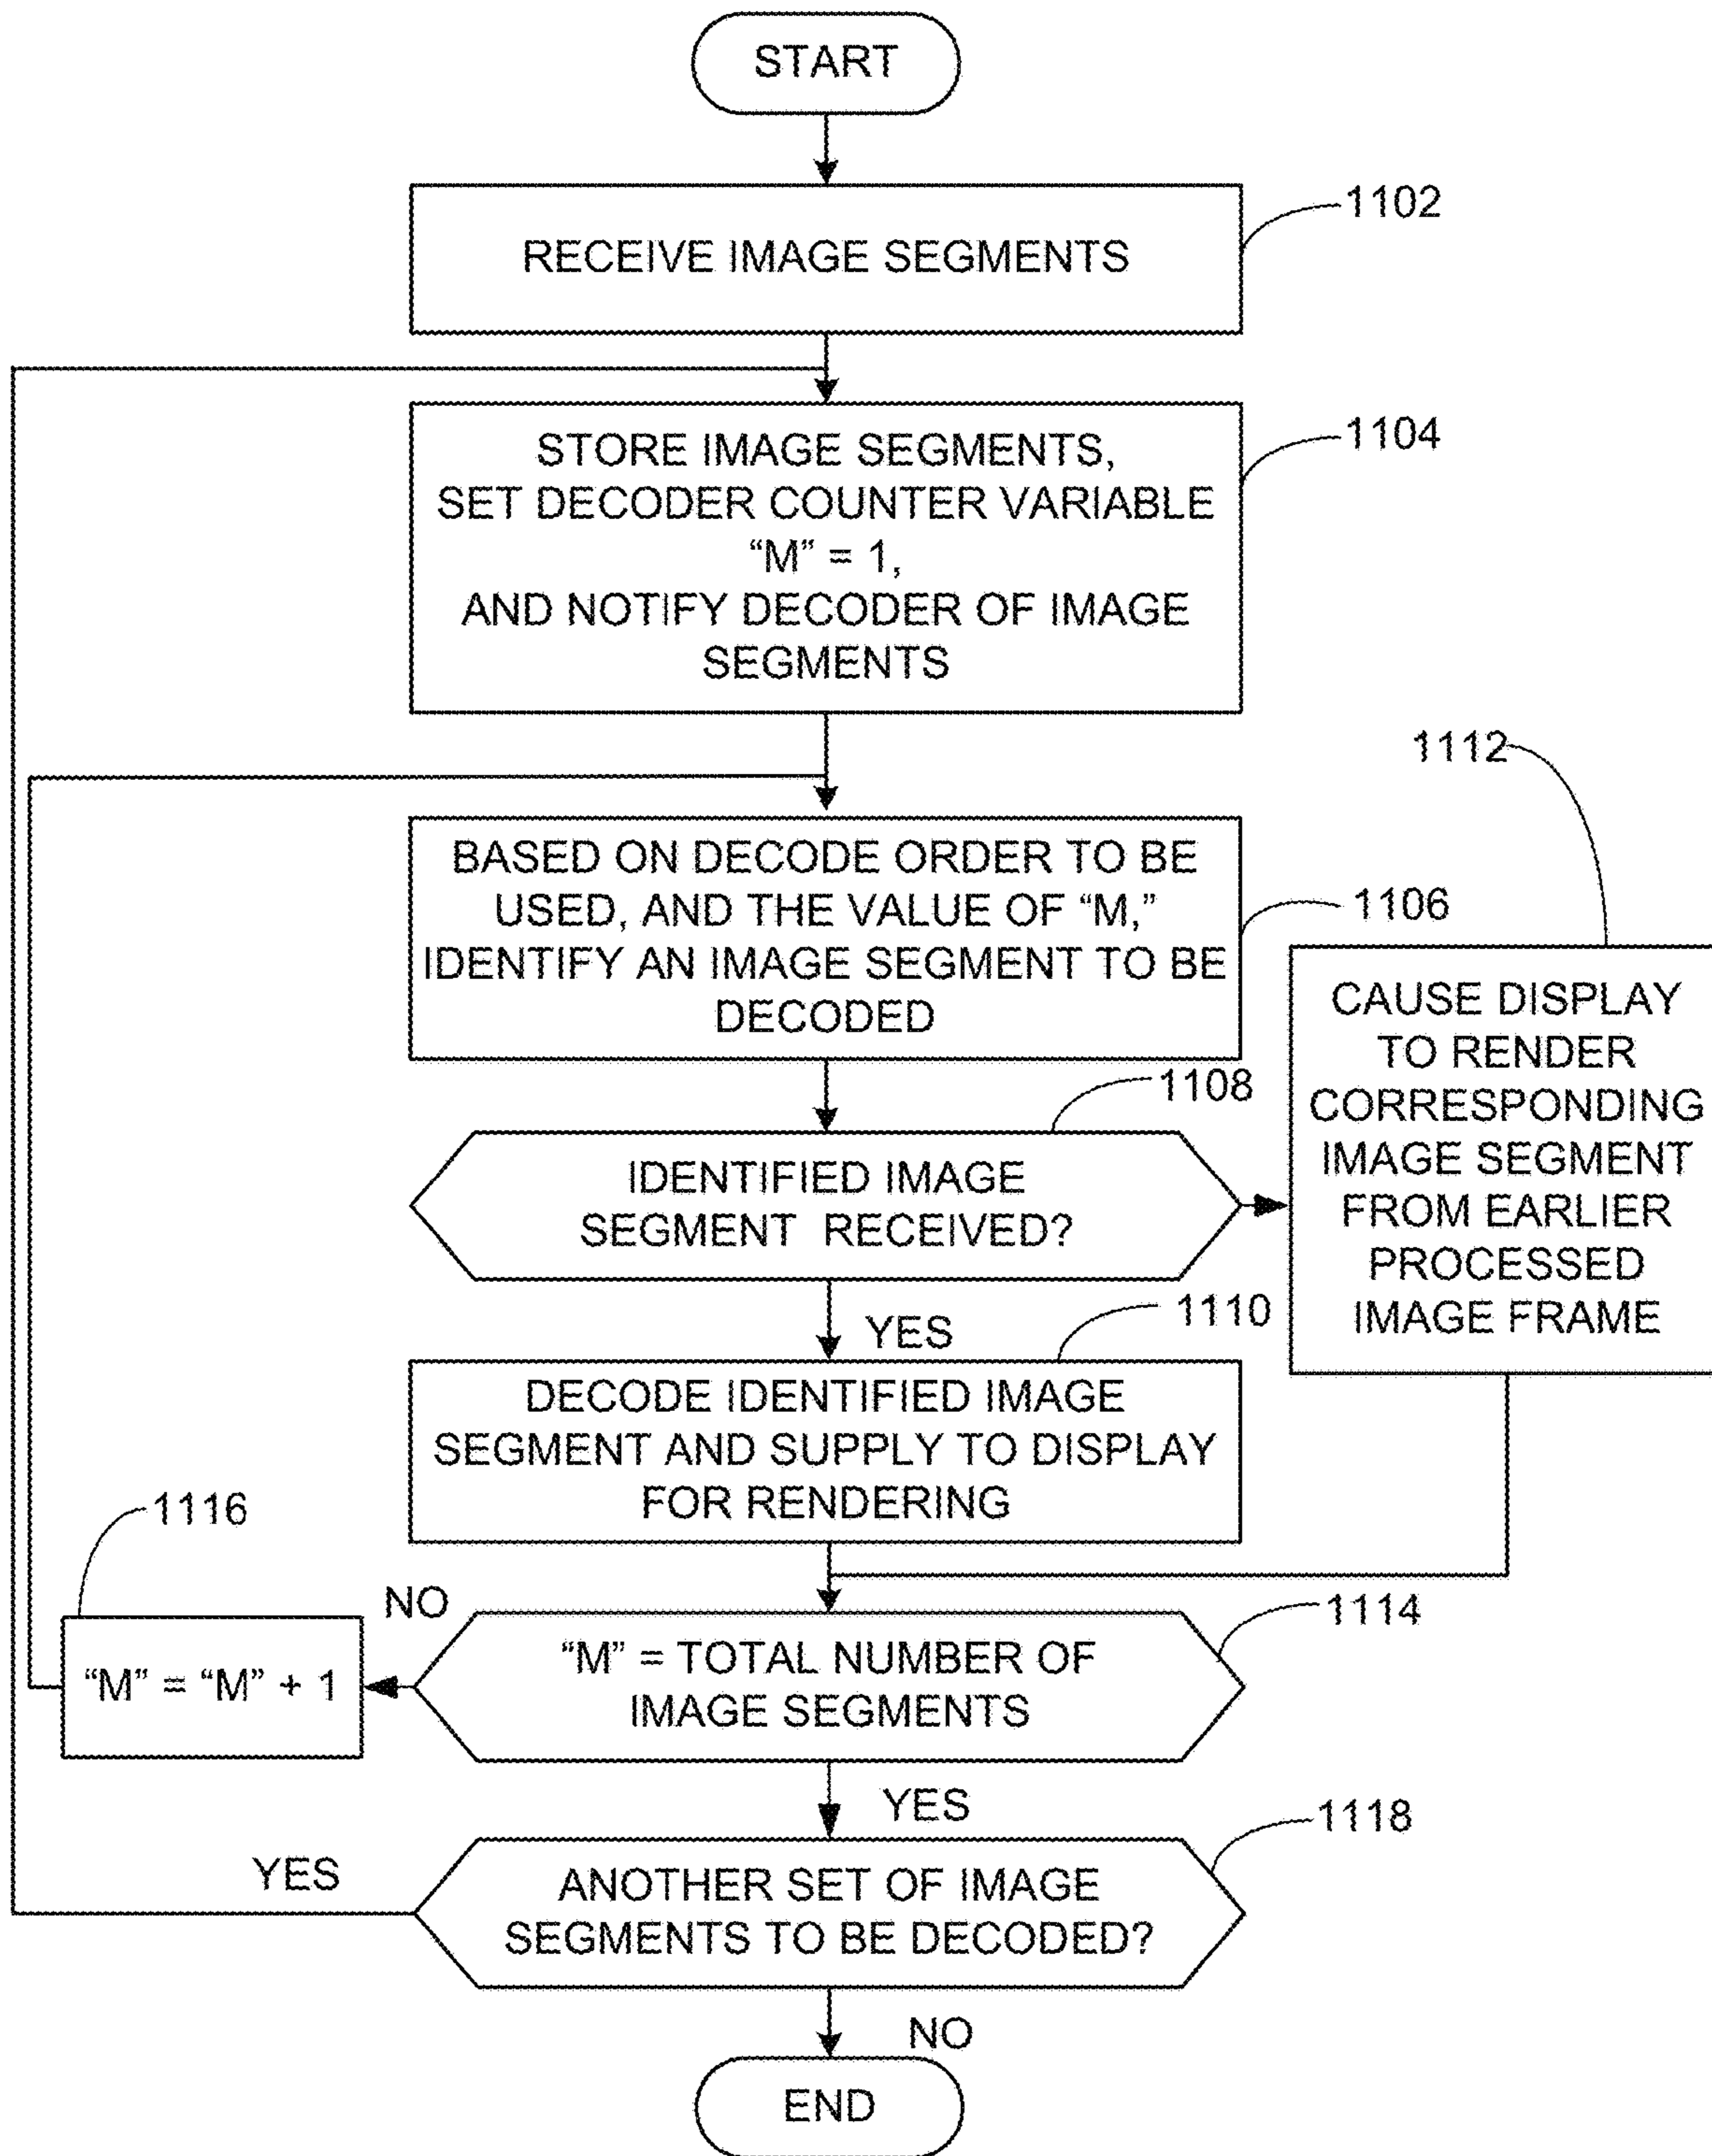 START
RECEIVE IMAGE SEGMENTS
1102
STORE IMAGE SEGMENTS,
SET DECODER COUNTER VARIABLE
“M” = 1,
AND NOTIFY DECODER OF IMAGE
SEGMENTS
1104
BASED ON DECODE ORDER TO BE
USED, AND THE VALUE OF “M,”
IDENTIFY AN IMAGE SEGMENT TO BE
DECODED
1106
1112
CAUSE DISPLAY
TO RENDER
CORRESPONDING
IMAGE SEGMENT
FROM EARLIER
PROCESSED
IMAGE FRAME
1108
IDENTIFIED IMAGE
SEGMENT RECEIVED?
YES
1110
DECODE IDENTIFIED IMAGE
SEGMENT AND SUPPLY TO DISPLAY
FOR RENDERING
1116
“M” = “M” + 1
NO
1114
“M” = TOTAL NUMBER OF
IMAGE SEGMENTS
YES
1118
YES
ANOTHER SET OF IMAGE
SEGMENTS TO BE DECODED?
NO
END